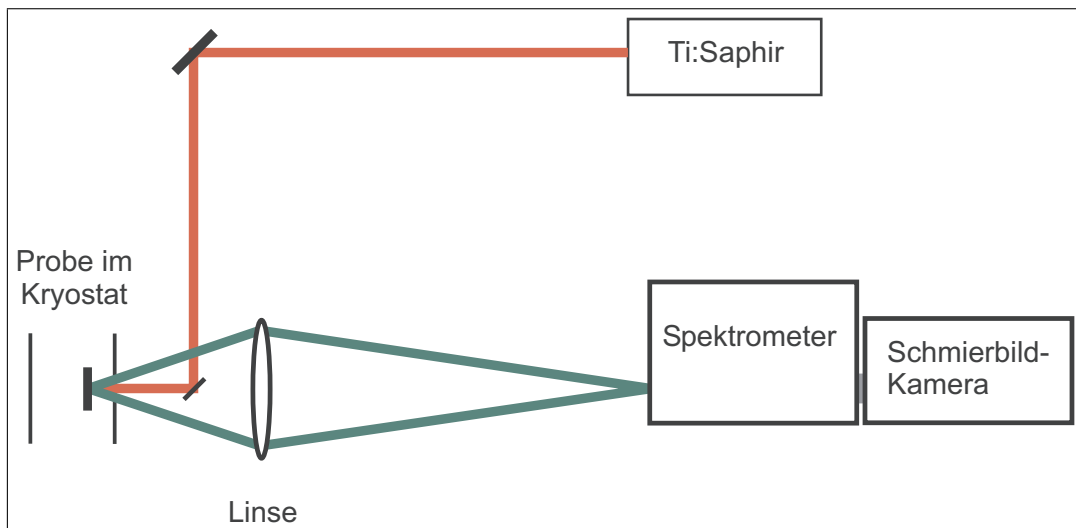 Ti:Saphir
Probe im
Kryostat
Spektrometer
Schmierbild-
Kamera
Linse